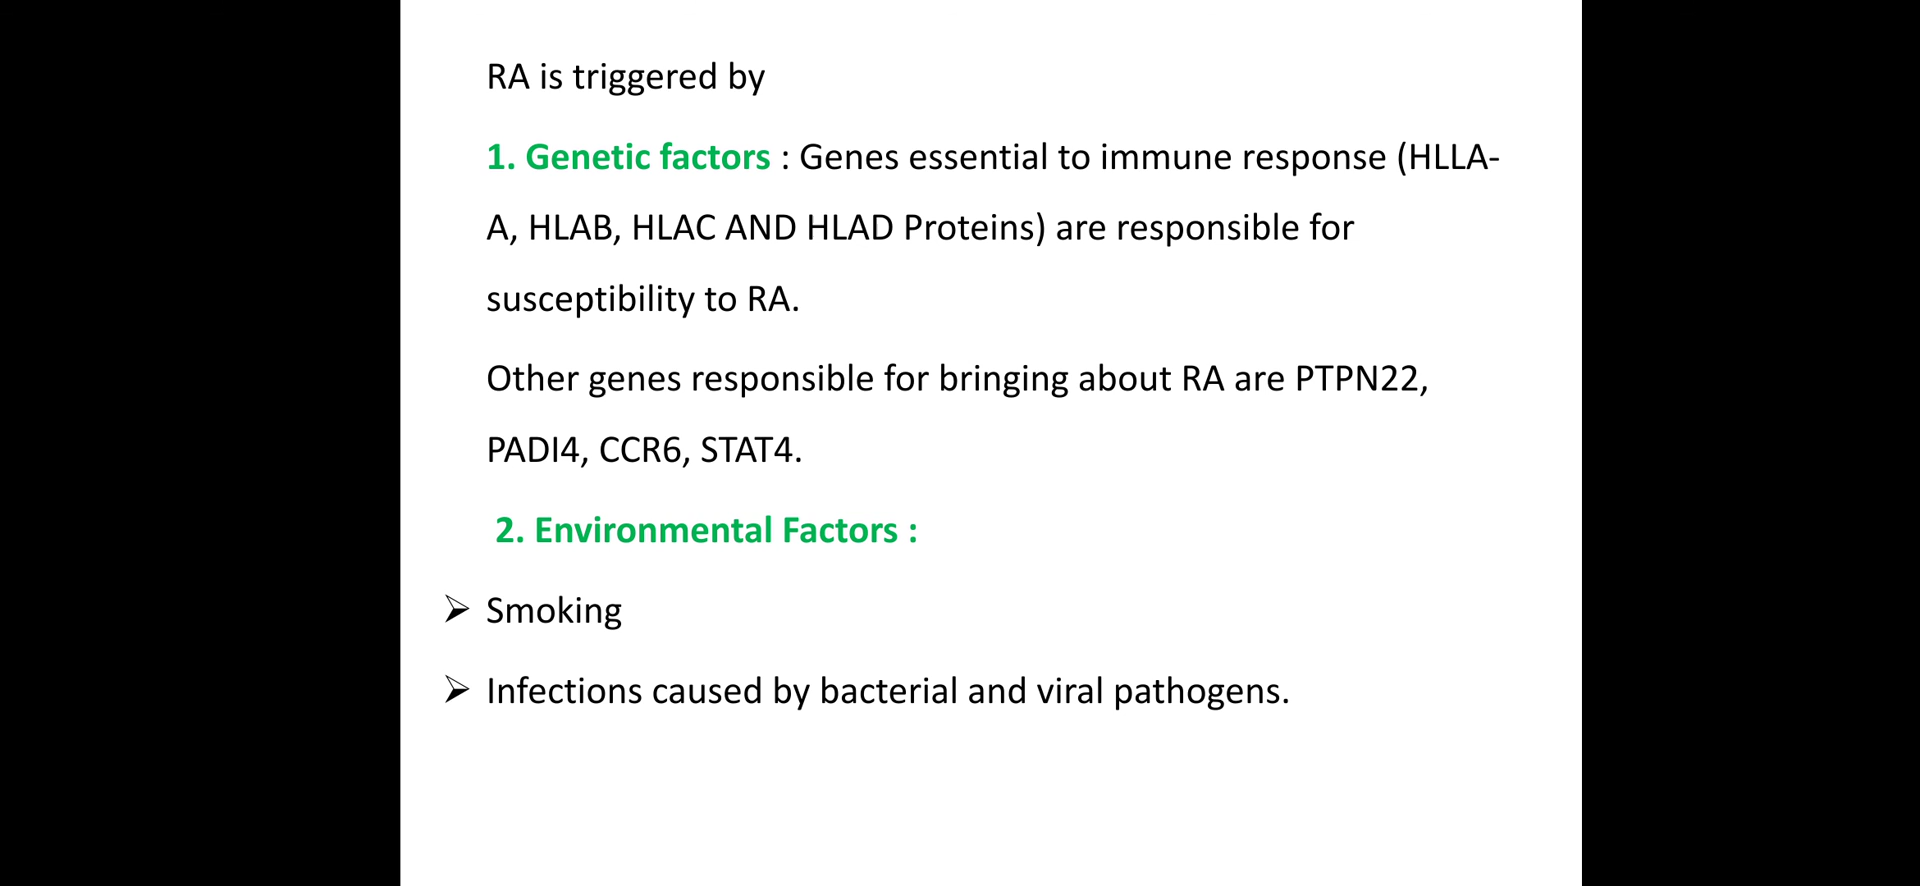 RA is triggered by
1. Genetic factors : Genes essential to immune response (HLLA-
A, HLAB, HLAC AND HLAD Proteins) are responsible for
susceptibility to RA.
Other genes responsible for bringing about RA are PTPN22,
PADI4, CCR6, STAT4.
2. Environmental Factors :
➢ Smoking
➢ Infections caused by bacterial and viral pathogens.